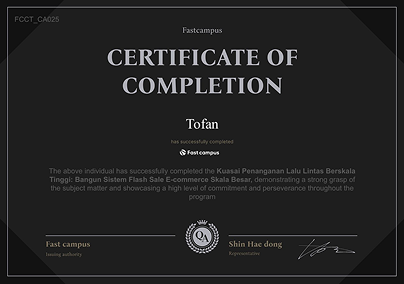 FCCT_CA025
Fastcampus
CERTIFICATE OF
COMPLETION
Tofan
has successfully completed
Fast campus
The above individual has successfully completed the Kuasai Penanganan Lalu Lintas Berskala
Tinggi: Bangun Sistem Flash Sale E-commerce Skala Besar, demonstrating a strong grasp of
the subject matter and showcasing a high level of commitment and perseverance throughout the
program
Fast campus
Issuing authority
QA
Shin Hae dong
Representative